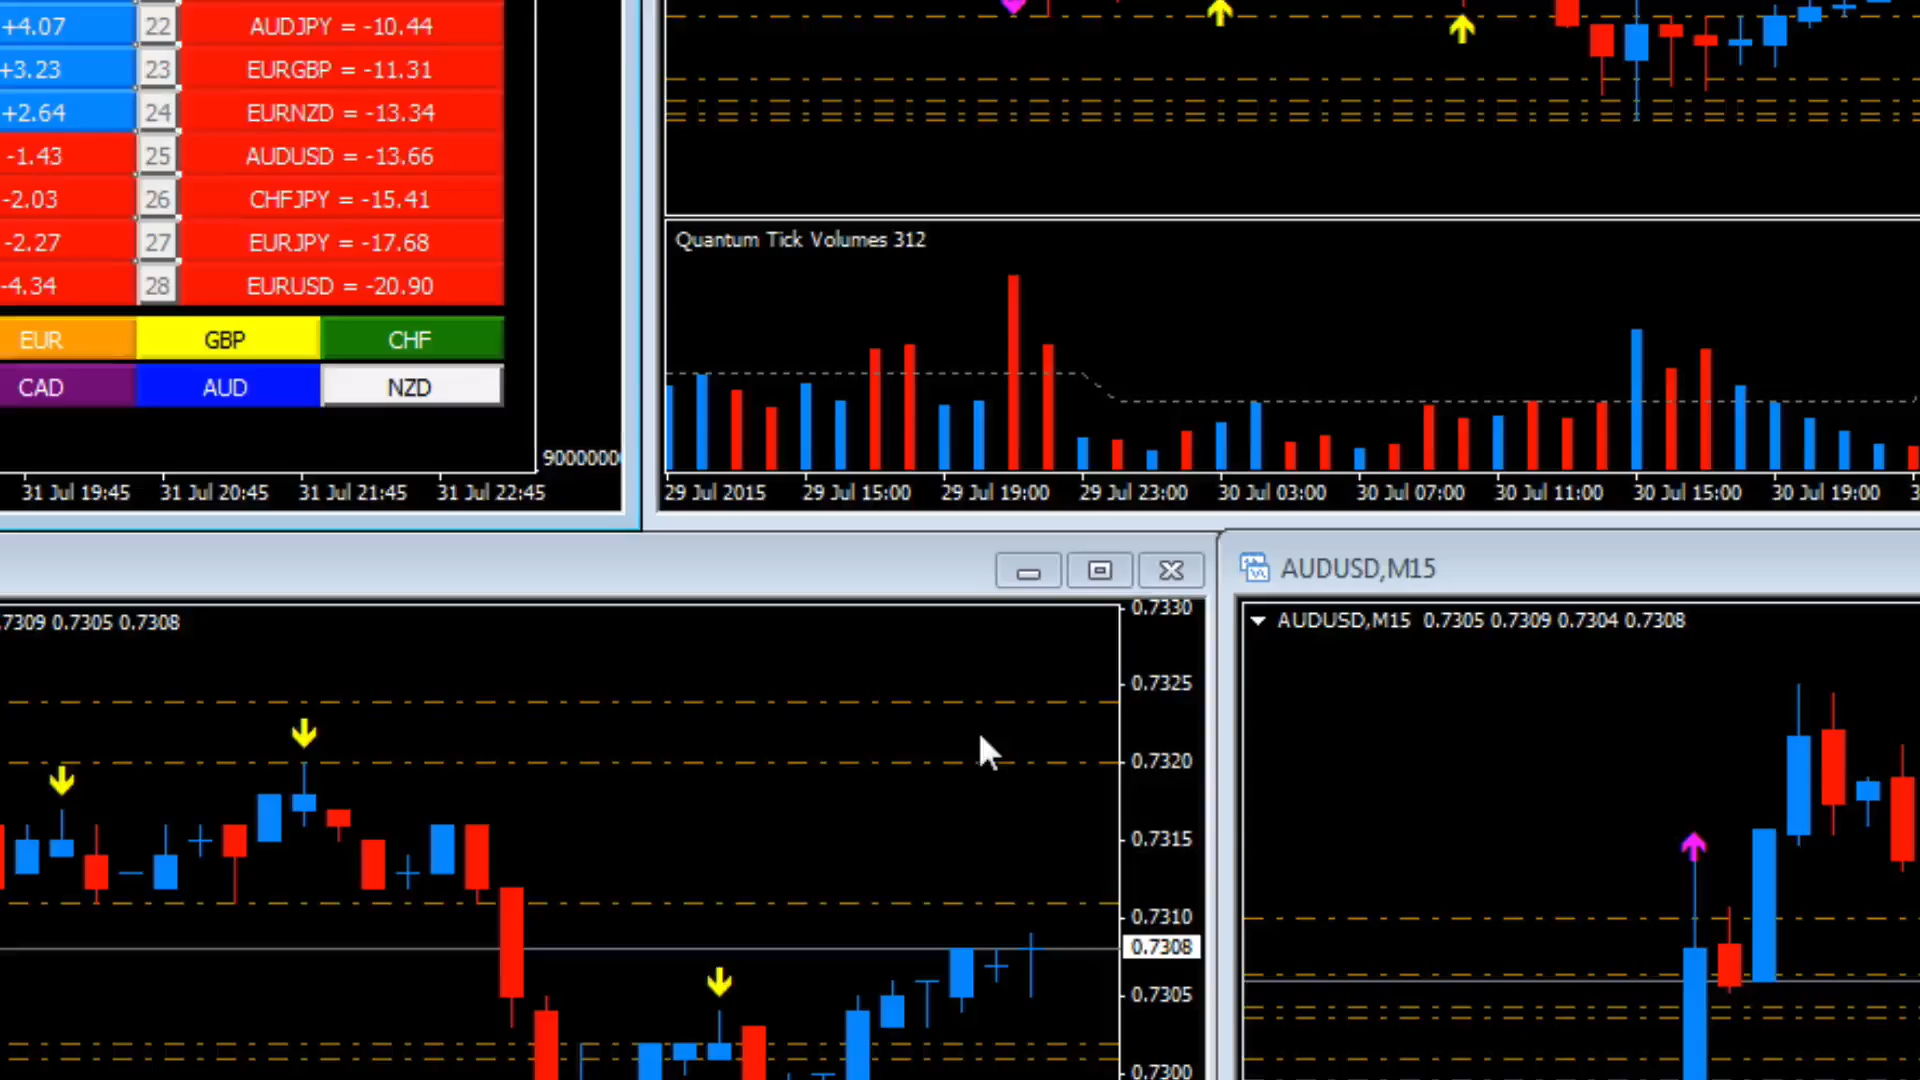 +4.07 22 AUDJPY = -10.44
+3.23 23 EURGBP = -11.31
+2.64 24 EURNZD = -13.34
-1.43 25 AUDUSD = -13.66
-2.03 26 CHFJPY = -15.41
-2.27 27 EURJPY = -17.68
-4.34 28 EURUSD = -20.90
EUR GBP CHF
CAD AUD NZD
90000000
31 Jul 19:45 31 Jul 20:45 31 Jul 21:45 31 Jul 22:45
Quantum Tick Volumes 312
29 Jul 2015 29 Jul 15:00 29 Jul 19:00 29 Jul 23:00 30 Jul 03:00 30 Jul 07:00 30 Jul 11:00 30 Jul 15:00 30 Jul 19:00 3
.7309 0.7305 0.7308
0.7330
0.7325
0.7320
0.7315
0.7310
0.7308
0.7305
0.7300
AUDUSD,M15
AUDUSD,M15 0.7305 0.7309 0.7304 0.7308